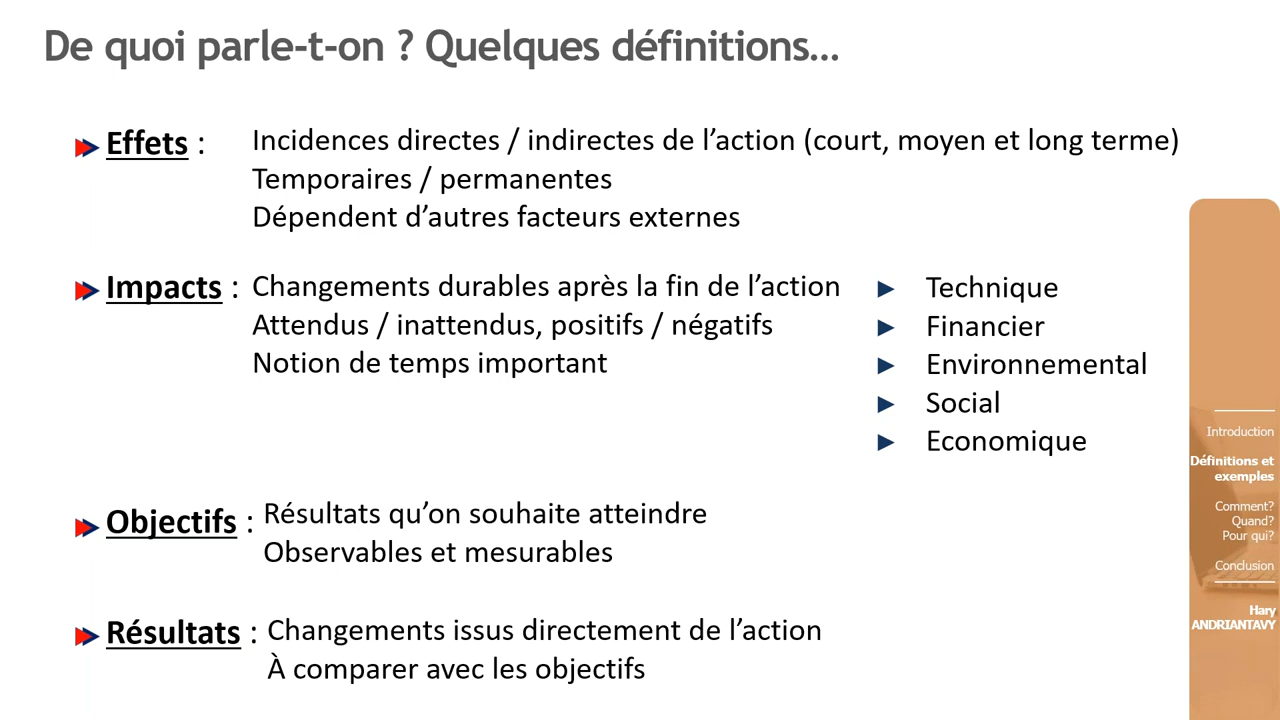 De quoi parle-t-on ? Quelques définitions...
Effets :
Incidences directes / indirectes de l’action (court, moyen et long terme)
Temporaires / permanentes
Dépendent d’autres facteurs externes
Impacts :
Changements durables après la fin de l’action
Attendus / inattendus, positifs / négatifs
Notion de temps important
► Technique
► Financier
► Environnemental
► Social
► Economique
Objectifs :
Résultats qu’on souhaite atteindre
Observables et mesurables
Résultats :
Changements issus directement de l’action
À comparer avec les objectifs
Introduction
Définitions et
exemples
Comment?
Quand?
Pour qui?
Conclusion
Hary
ANDRIANTAVY